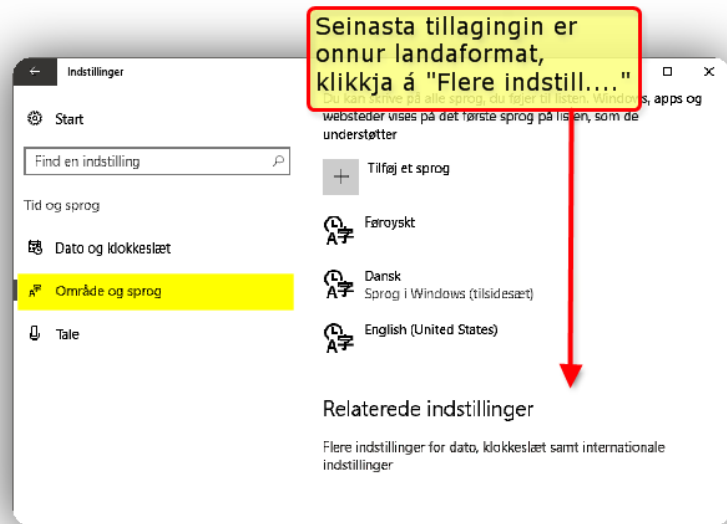 Seinasta tillagingin er
onnur landaformat,
klikkja á "Flere indstill...."
Indstillinger
Start
Find en indstilling
Tid og sprog
Dato og klokkeslæt
Område og sprog
Tale
Du kan skrive på alle sprog, du føjer til listen. Windows, apps og
websteder vises på det første sprog på listen, som de
understøtter
Tilføj et sprog
Føroyskt
Dansk
Sprog i Windows (tilsidesæt)
English (United States)
Relaterede indstillinger
Flere indstillinger for dato, klokkeslæt samt internationale
indstillinger